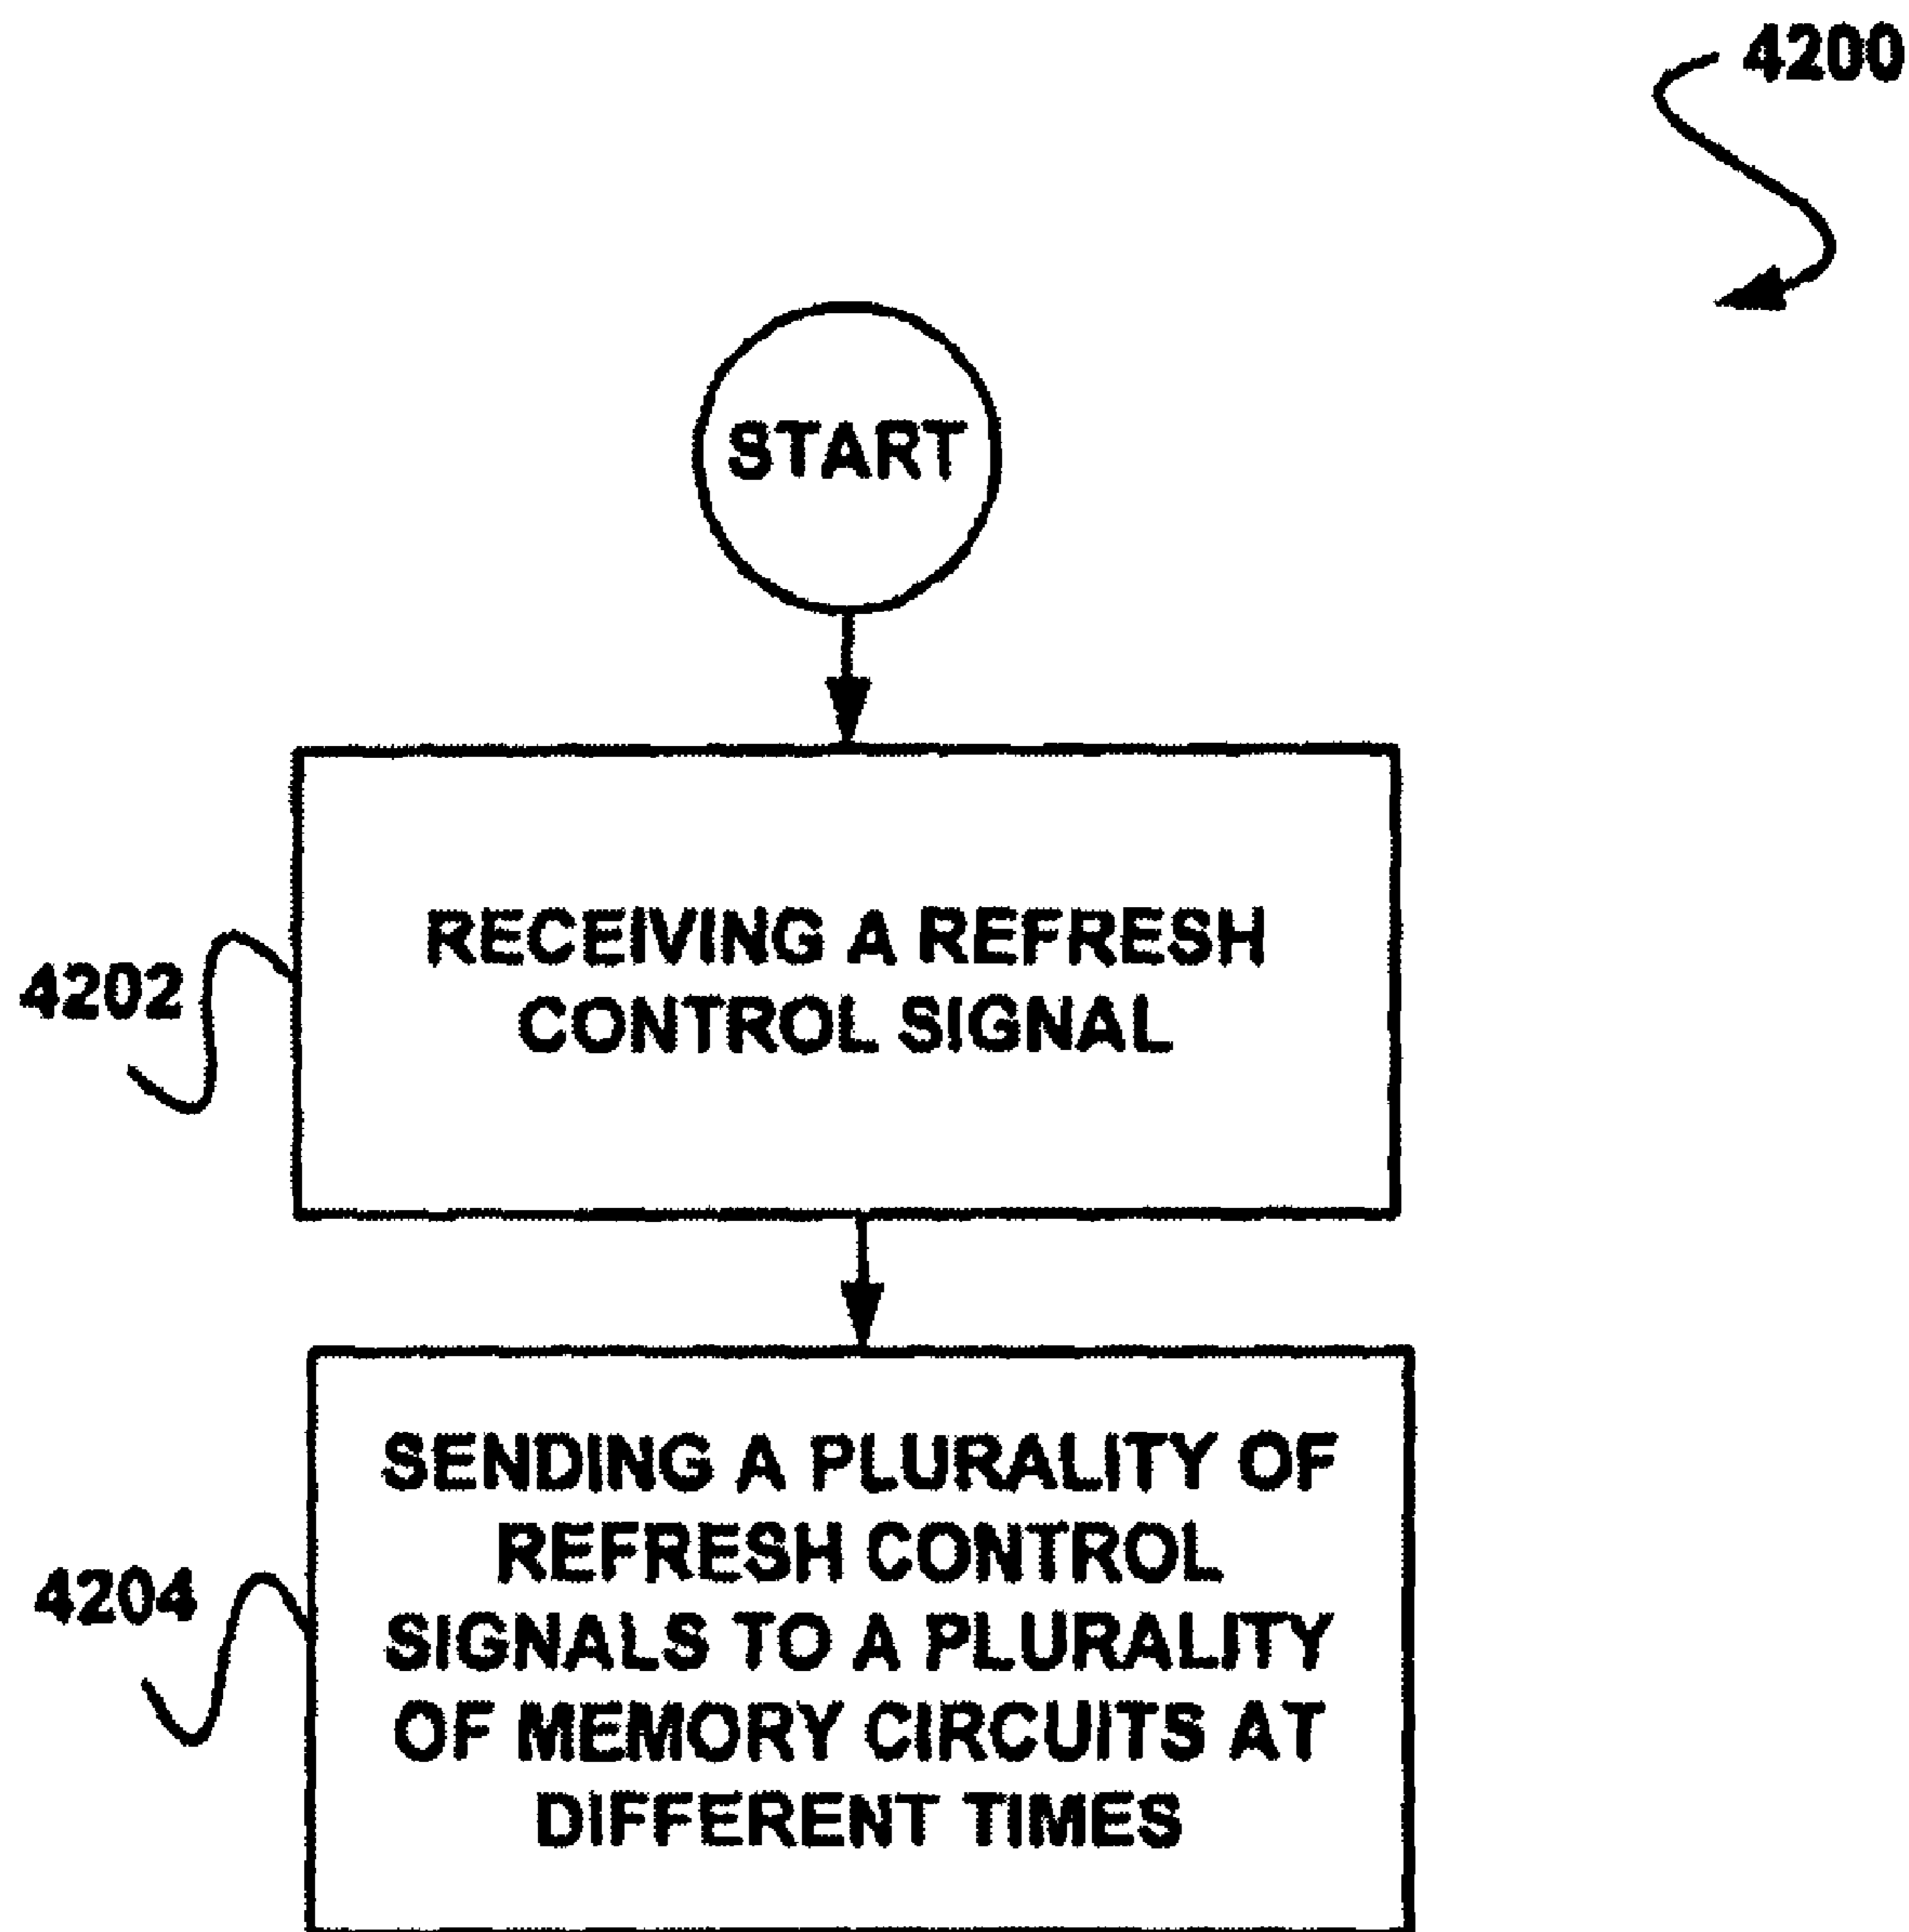 4200
START
4202
RECEIVING A REFRESH
CONTROL SIGNAL
4204
SENDING A PLURALITY OF
REFRESH CONTROL
SIGNALS TO A PLURALITY
OF MEMORY CIRCUITS AT
DIFFERENT TIMES